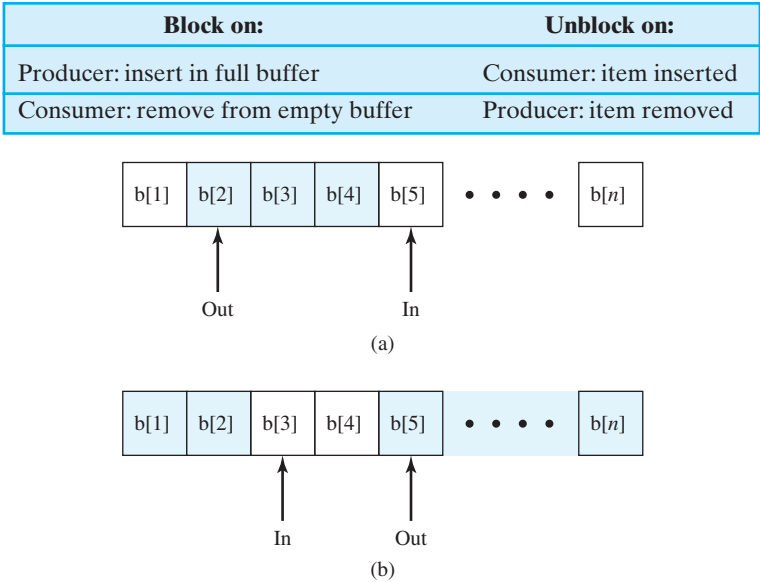 Block on: Unblock on:
Producer: insert in full buffer Consumer: item inserted
Consumer: remove from empty buffer Producer: item removed
b[1] b[2] b[3] b[4] b[5] • • • • b[n]
Out In
(a)
b[1] b[2] b[3] b[4] b[5] • • • • b[n]
In Out
(b)